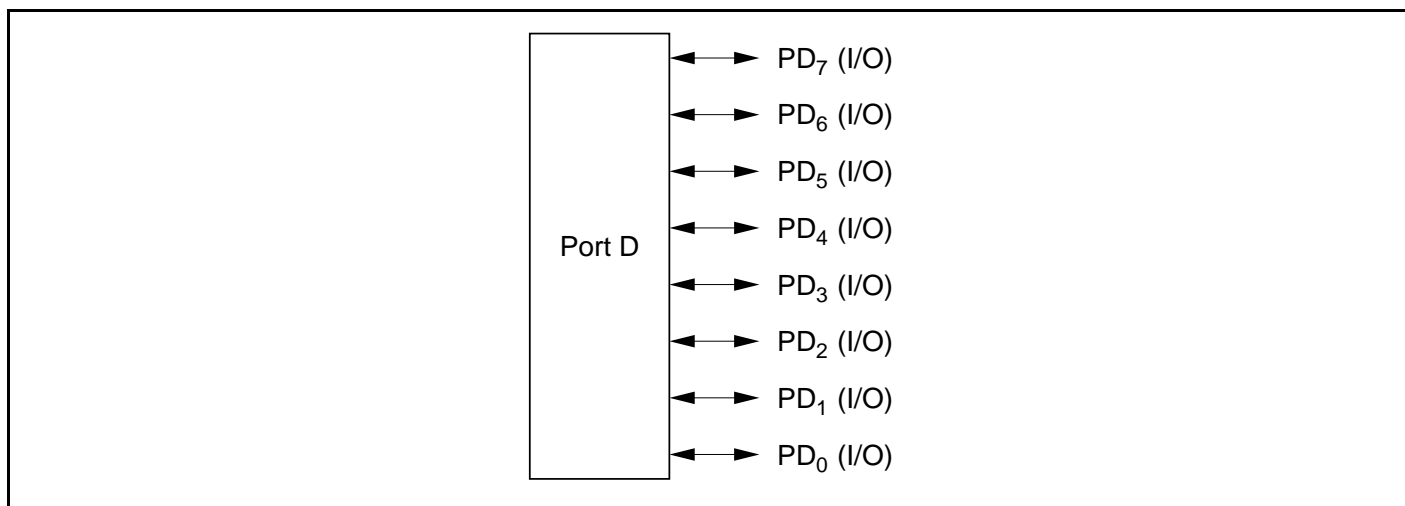 PD₇ (I/O)
PD₆ (I/O)
PD₅ (I/O)
PD₄ (I/O)
Port D
PD₃ (I/O)
PD₂ (I/O)
PD₁ (I/O)
PD₀ (I/O)